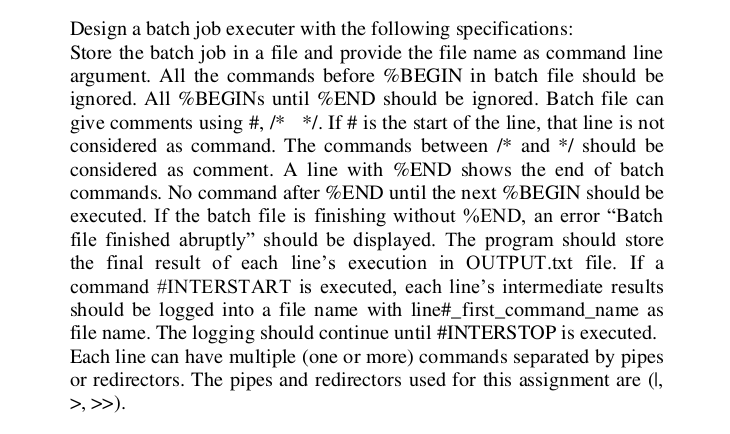 Design a batch job executer with the following specifications:
Store the batch job in a file and provide the file name as command line
argument. All the commands before %BEGIN in batch file should be
ignored. All %BEGINs until %END should be ignored. Batch file can
give comments using #, /* */. If # is the start of the line, that line is not
considered as command. The commands between /* and */ should be
considered as comment. A line with %END shows the end of batch
commands. No command after %END until the next %BEGIN should be
executed. If the batch file is finishing without %END, an error “Batch
file finished abruptly” should be displayed. The program should store
the final result of each line’s execution in OUTPUT.txt file. If a
command #INTERSTART is executed, each line’s intermediate results
should be logged into a file name with line#_first_command_name as
file name. The logging should continue until #INTERSTOP is executed.
Each line can have multiple (one or more) commands separated by pipes
or redirectors. The pipes and redirectors used for this assignment are (|,
>, >>).